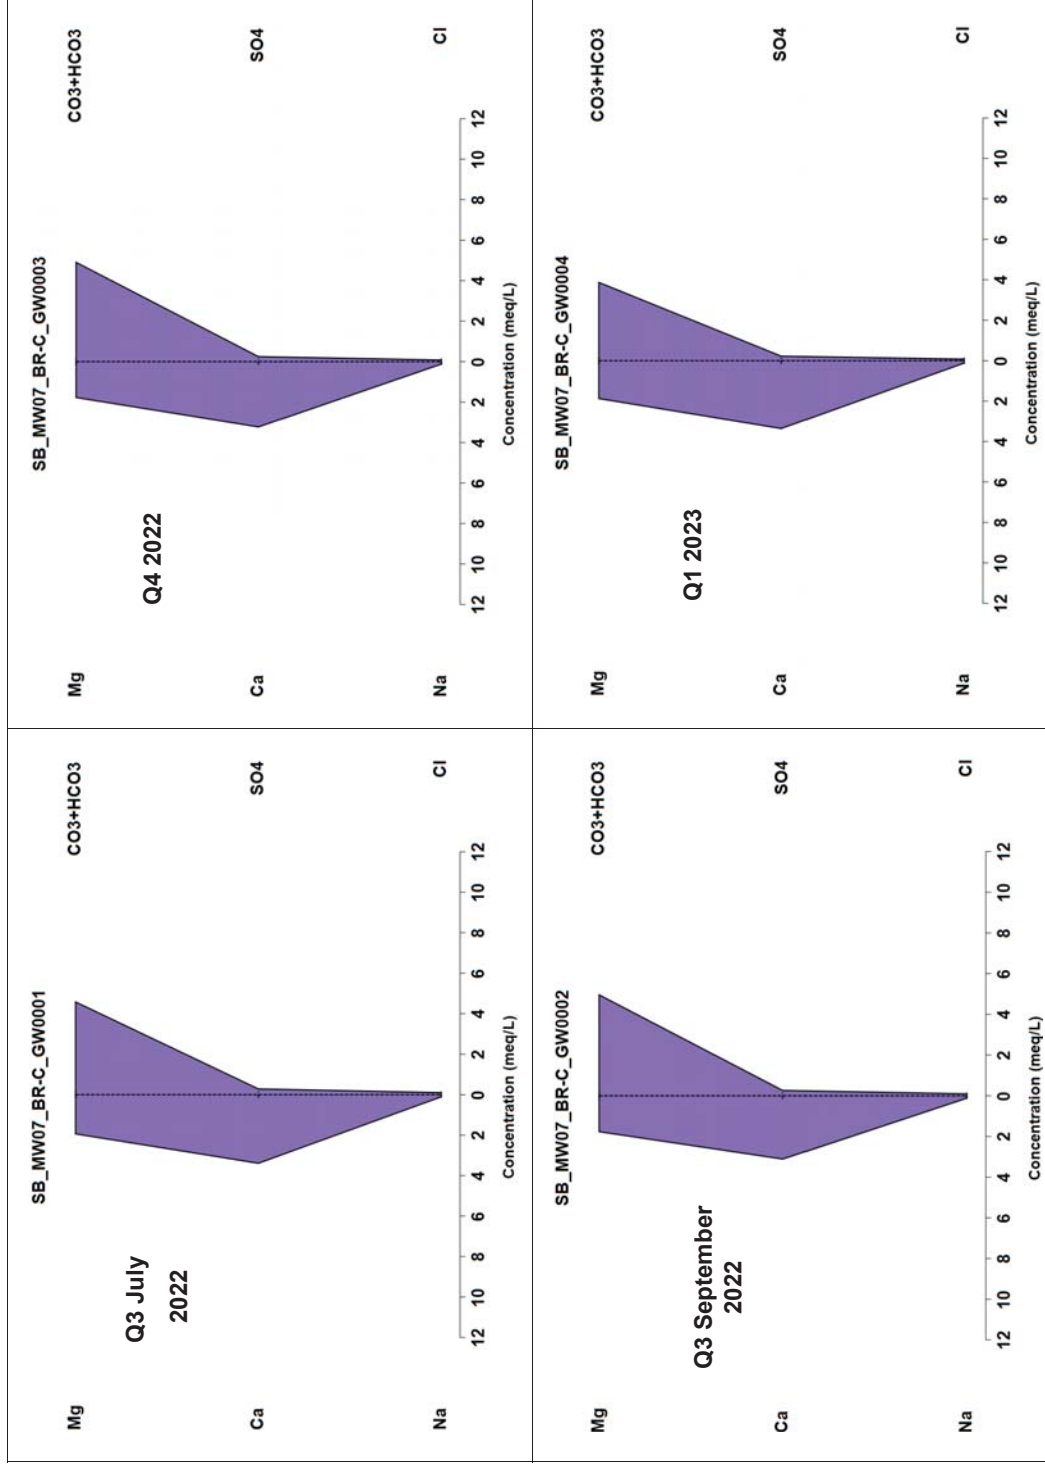 SB_MW07_BR-C_GW0001
Mg
CO3+HCO3
Q3 July
2022
Ca
SO4
Na
Cl
12 10 8 6 4 2 0 2 4 6 8 10 12
Concentration (meq/L)
SB_MW07_BR-C_GW0003
Mg
CO3+HCO3
Q4 2022
Ca
SO4
Na
Cl
12 10 8 6 4 2 0 2 4 6 8 10 12
Concentration (meq/L)
SB_MW07_BR-C_GW0002
Mg
CO3+HCO3
Q3 September
2022
Ca
SO4
Na
Cl
12 10 8 6 4 2 0 2 4 6 8 10 12
Concentration (meq/L)
SB_MW07_BR-C_GW0004
Mg
CO3+HCO3
Q1 2023
Ca
SO4
Na
Cl
12 10 8 6 4 2 0 2 4 6 8 10 12
Concentration (meq/L)